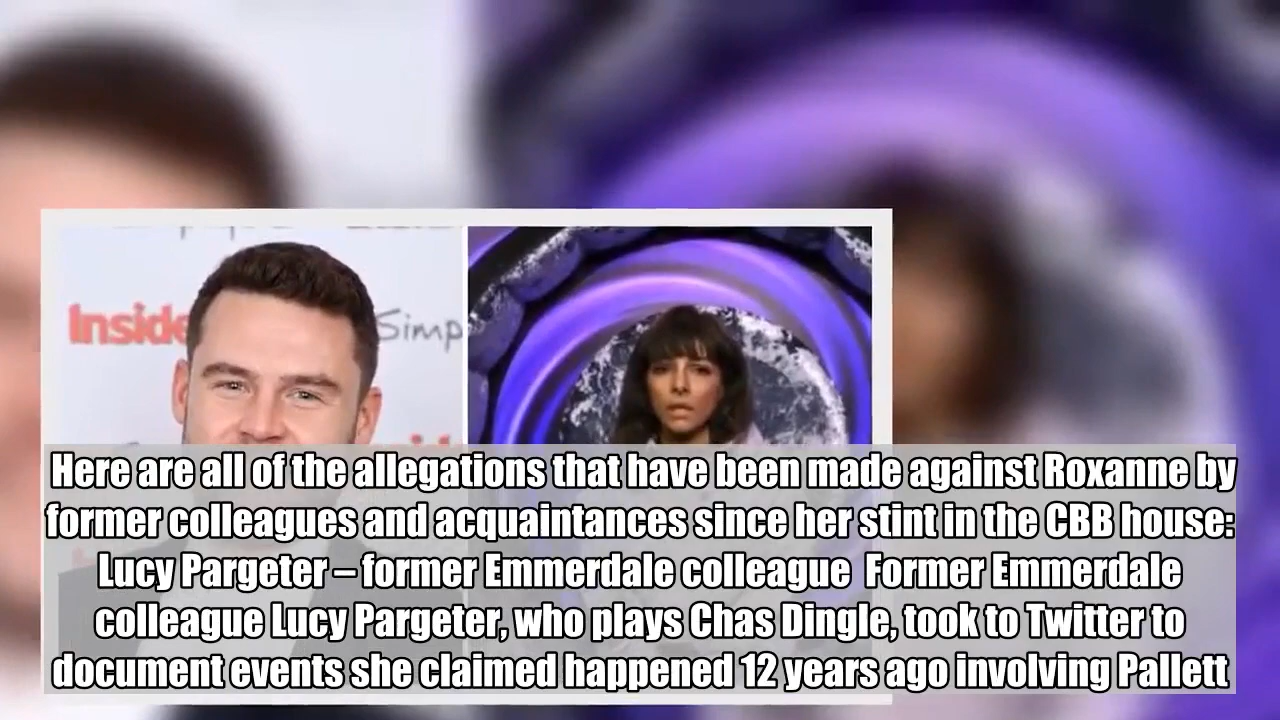 Inside
Simp
Here are all of the allegations that have been made against Roxanne by
former colleagues and acquaintances since her stint in the CBB house:
Lucy Pargeter – former Emmerdale colleague  Former Emmerdale
colleague Lucy Pargeter, who plays Chas Dingle, took to Twitter to
document events she claimed happened 12 years ago involving Pallett